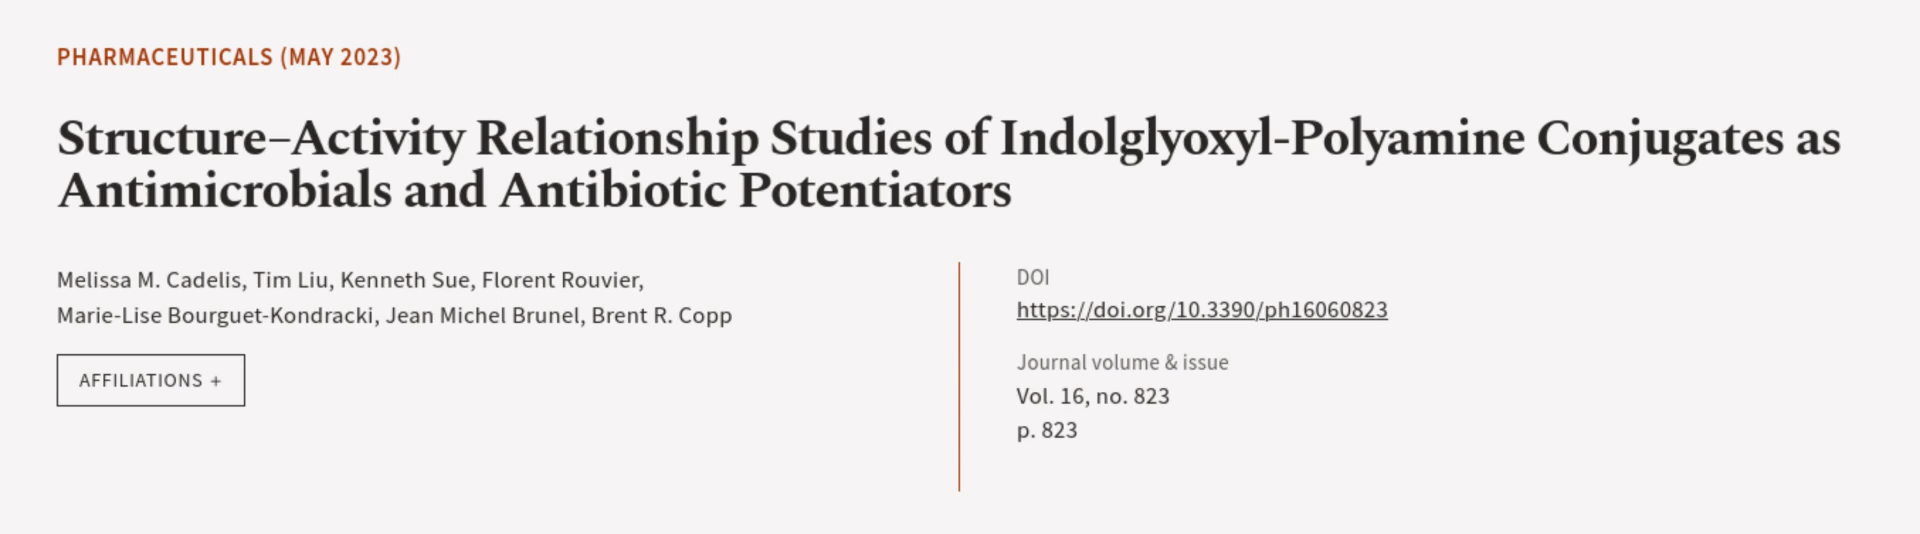 PHARMACEUTICALS (MAY 2023)
Structure–Activity Relationship Studies of Indolglyoxyl-Polyamine Conjugates as
Antimicrobials and Antibiotic Potentiators
Melissa M. Cadelis, Tim Liu, Kenneth Sue, Florent Rouvier,
Marie-Lise Bourguet-Kondracki, Jean Michel Brunel, Brent R. Copp
AFFILIATIONS +
DOI
https://doi.org/10.3390/ph16060823
Journal volume & issue
Vol. 16, no. 823
p. 823